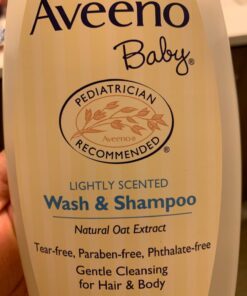 Aveeno
Baby®
PEDIATRICIAN
Aveeno®
RECOMMENDED®
LIGHTLY SCENTED
Wash & Shampoo
Natural Oat Extract
Tear-free, Paraben-free, Phthalate-free
Gentle Cleansing
for Hair & Body